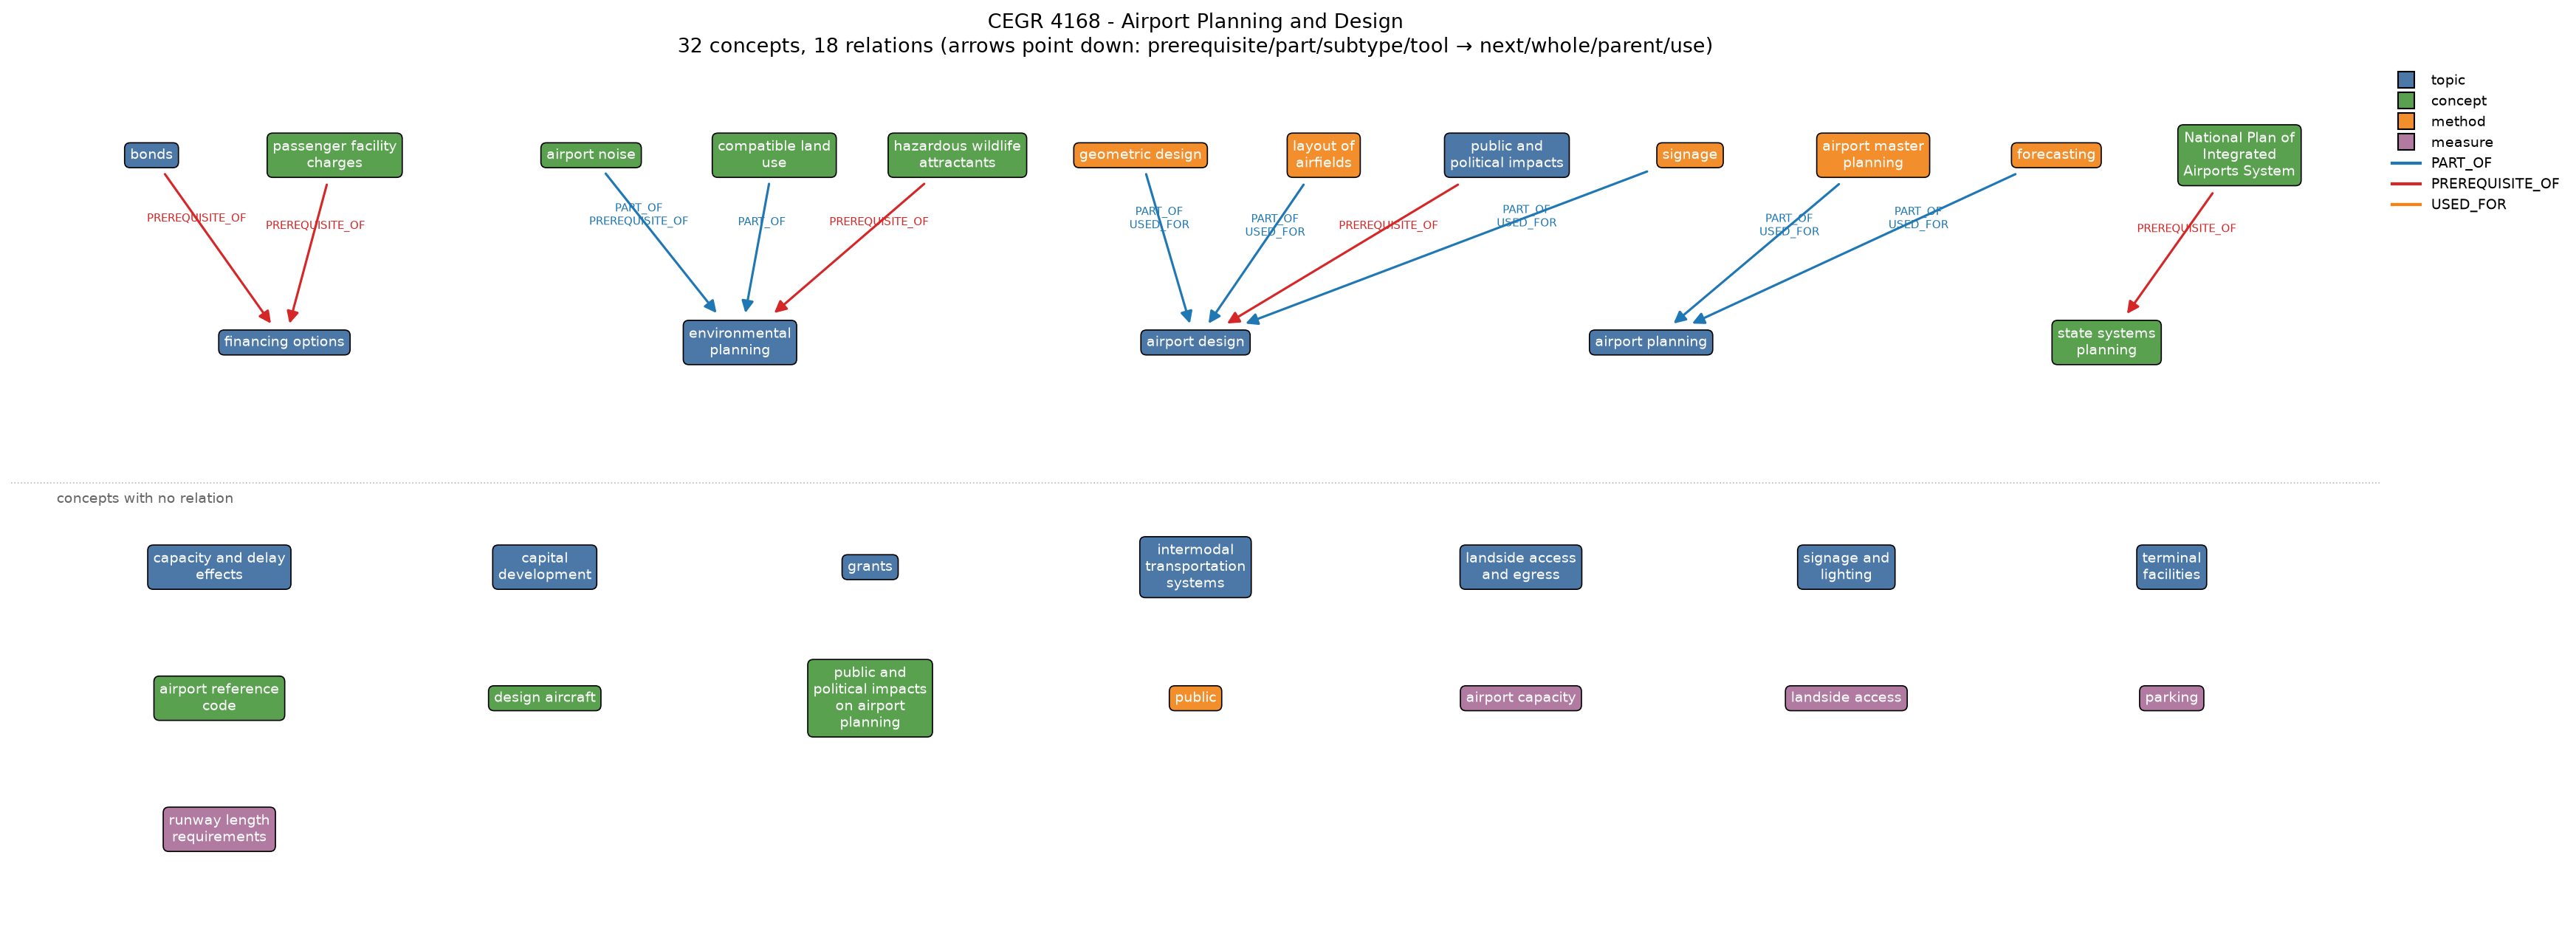 CEGR 4168 - Airport Planning and Design
32 concepts, 18 relations (arrows point down: prerequisite/part/subtype/tool → next/whole/parent/use)
topic
concept
method
measure
PART_OF
PREREQUISITE_OF
USED_FOR
bonds
passenger facility
charges
airport noise
compatible land
use
hazardous wildlife
attractants
geometric design
layout of
airfields
public and
political impacts
signage
airport master
planning
forecasting
National Plan of
Integrated
Airports System
PREREQUISITE_OF
PREREQUISITE_OF
PART_OF
PREREQUISITE_OF
PART_OF
PREREQUISITE_OF
PART_OF
USED_FOR
PART_OF
USED_FOR
PREREQUISITE_OF
PART_OF
USED_FOR
PART_OF
USED_FOR
PART_OF
USED_FOR
PREREQUISITE_OF
financing options
environmental
planning
airport design
airport planning
state systems
planning
concepts with no relation
capacity and delay
effects
capital
development
grants
intermodal
transportation
systems
landside access
and egress
signage and
lighting
terminal
facilities
airport reference
code
design aircraft
public and
political impacts
on airport
planning
public
airport capacity
landside access
parking
runway length
requirements